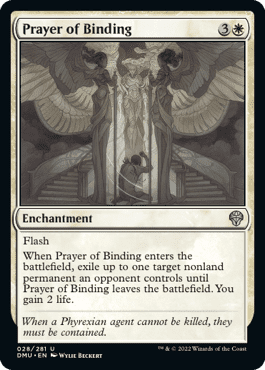 Prayer of Binding 3
Enchantment
Flash
When Prayer of Binding enters the
battlefield, exile up to one target nonland
permanent an opponent controls until
Prayer of Binding leaves the battlefield. You
gain 2 life.
When a Phyrexian agent cannot be killed, they
must be contained.
028/281 U
DMU • EN Wylie Beckert
™ & © 2022 Wizards of the Coast